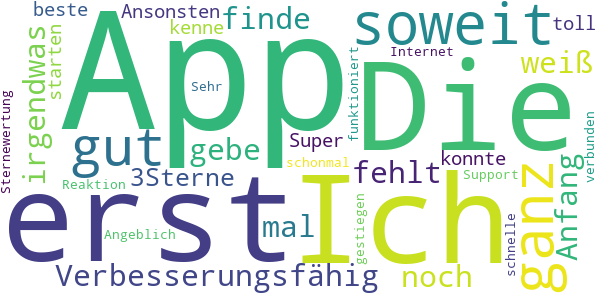 beste
Ansonsten
kenne
finde
soweit
toll
irgendwas
starten
App
Sehr
funktioniert
Internet
Die
weiß
Sternewertung
gut
gebe
Super
schonmal
fehlt
konnte
Support
ganz
Anfang
verbunden
Reaktion
3Sterne
erst
Ich
mal
Angeblich
gestiegen
schnelle
Verbesserungsfähig
noch